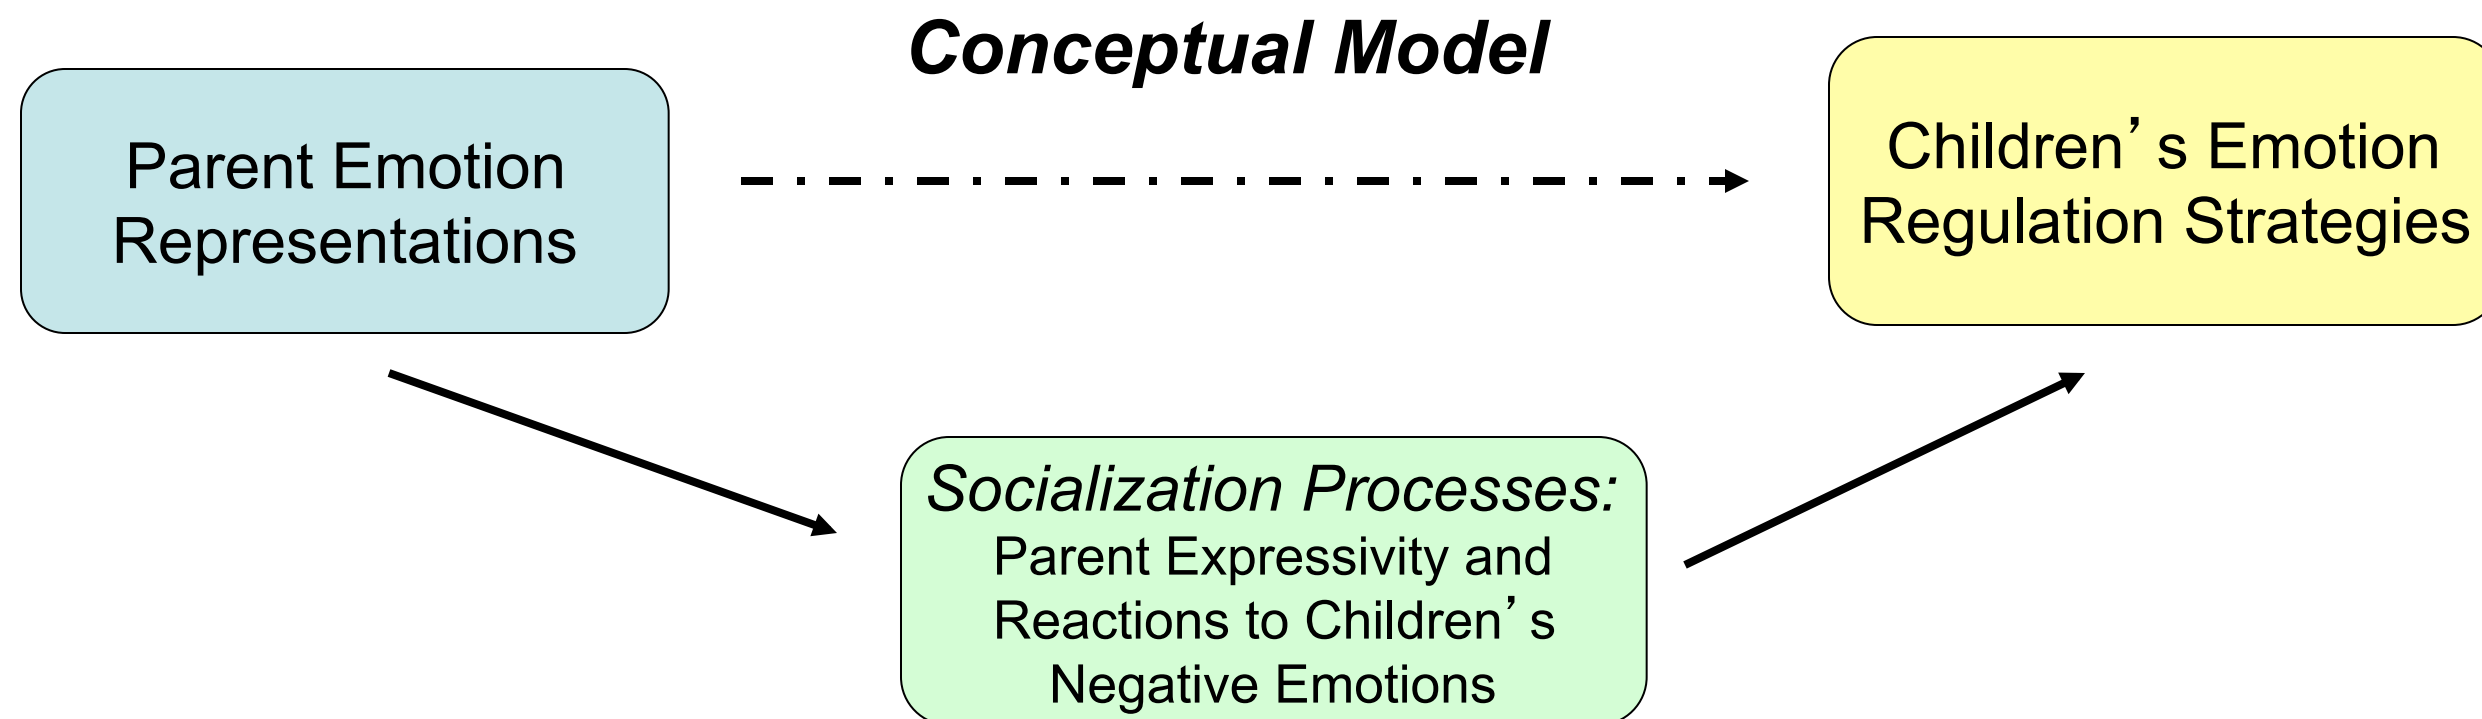 Conceptual Model
Parent Emotion
Representations
Children’s Emotion
Regulation Strategies
Socialization Processes:
Parent Expressivity and
Reactions to Children’s
Negative Emotions